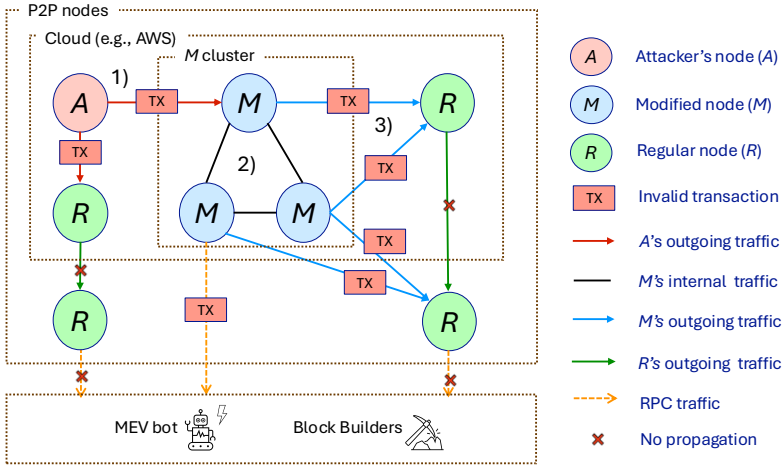 P2P nodes
Cloud (e.g., AWS)
M cluster
1)
A
TX
M
TX
R
3)
TX
2)
TX
R
M
M
TX
TX
R
TX
R
MEV bot
Block Builders
A Attacker's node (A)
M Modified node (M)
R Regular node (R)
TX Invalid transaction
A's outgoing traffic
M's internal traffic
M's outgoing traffic
R's outgoing traffic
RPC traffic
No propagation